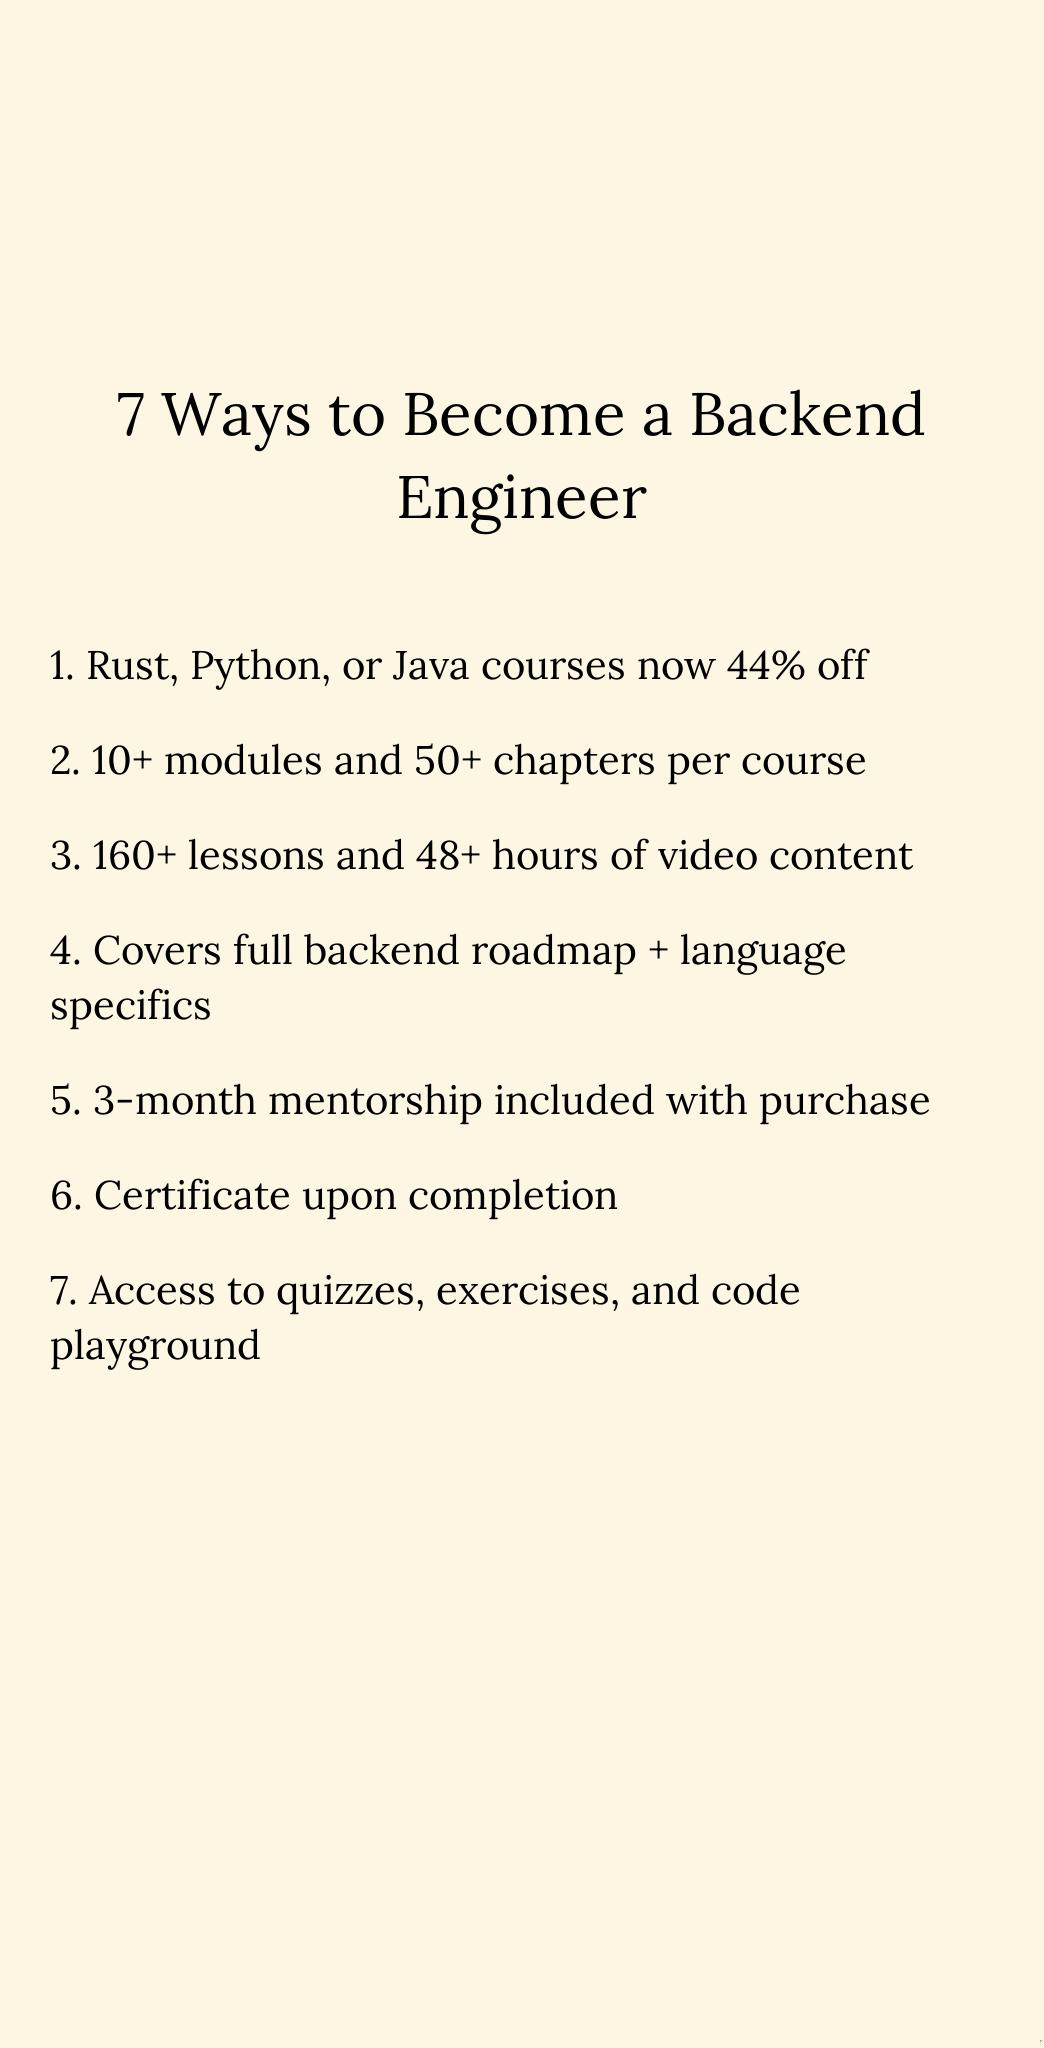 7 Ways to Become a Backend
Engineer
1. Rust, Python, or Java courses now 44% off
2. 10+ modules and 50+ chapters per course
3. 160+ lessons and 48+ hours of video content
4. Covers full backend roadmap + language
specifics
5. 3-month mentorship included with purchase
6. Certificate upon completion
7. Access to quizzes, exercises, and code
playground